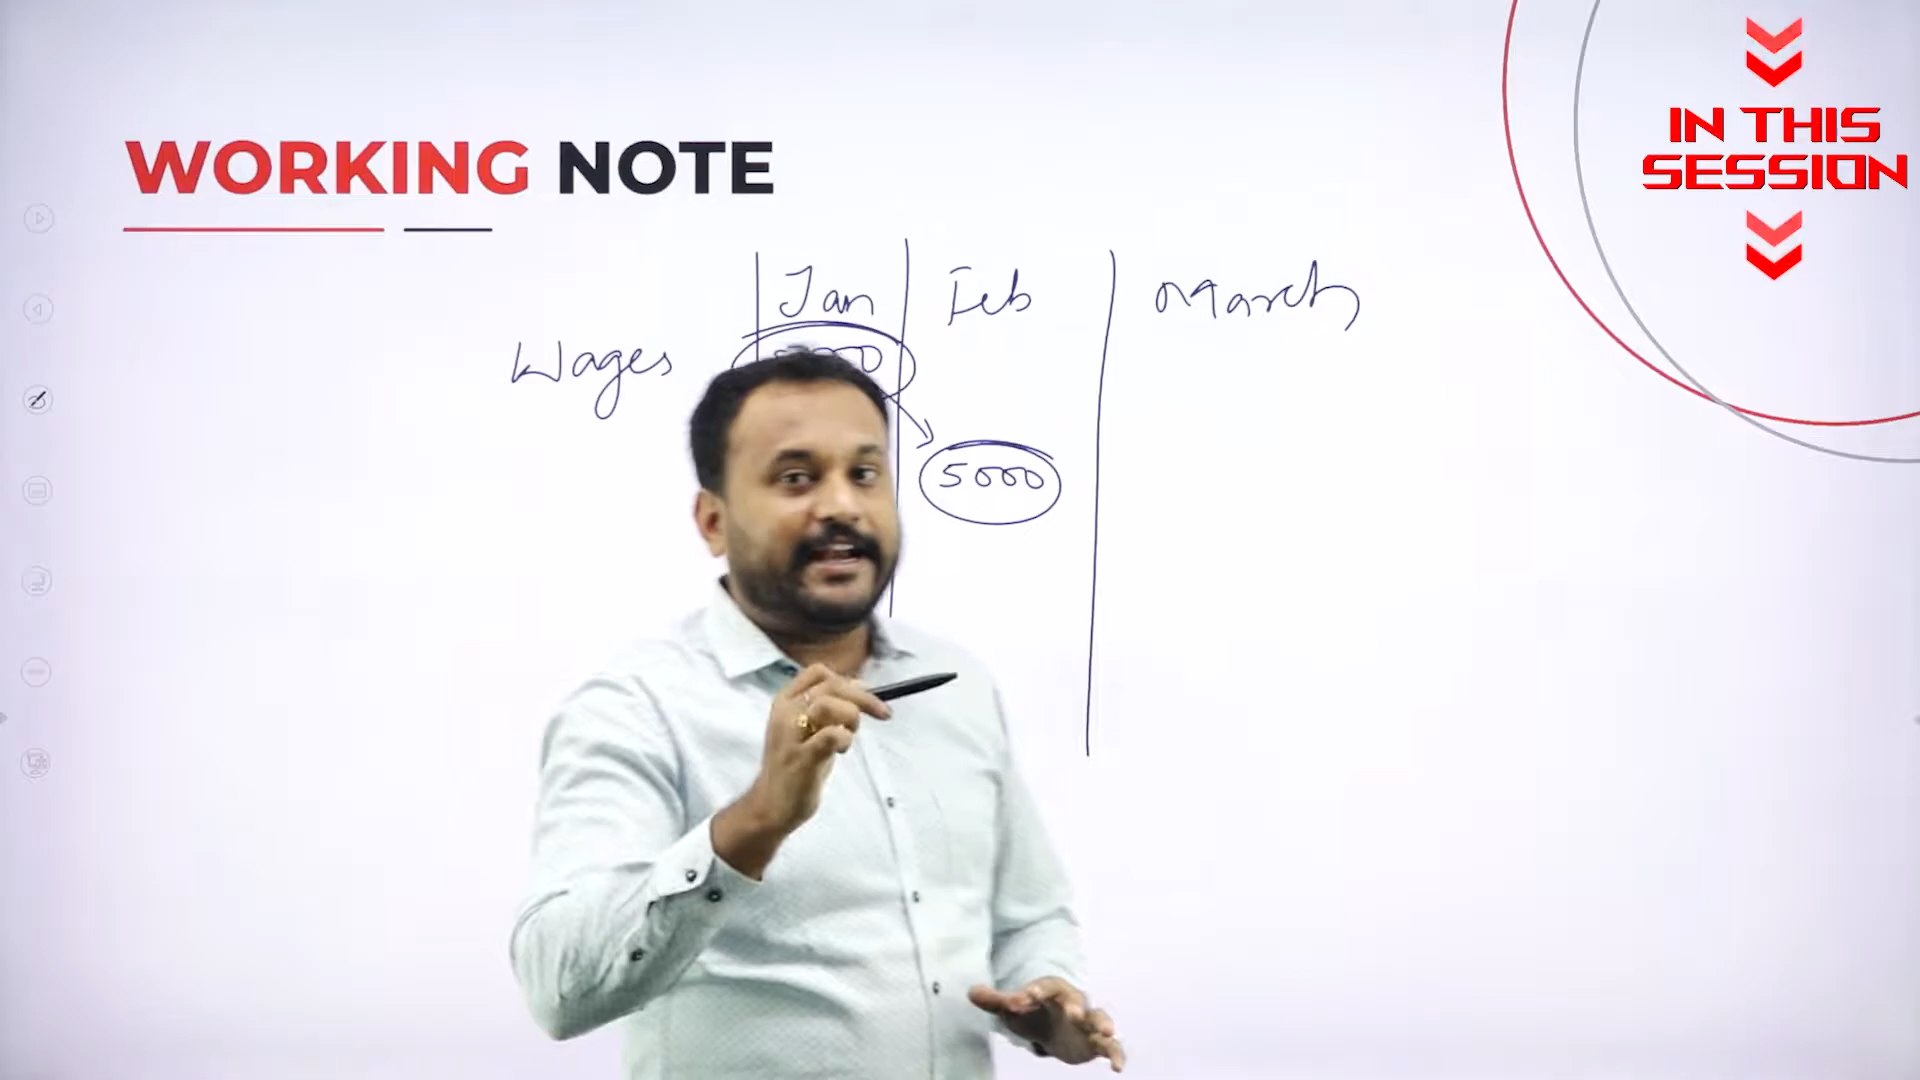 IN THIS
SESSION
WORKING NOTE
Jan Feb March
Wages
5000